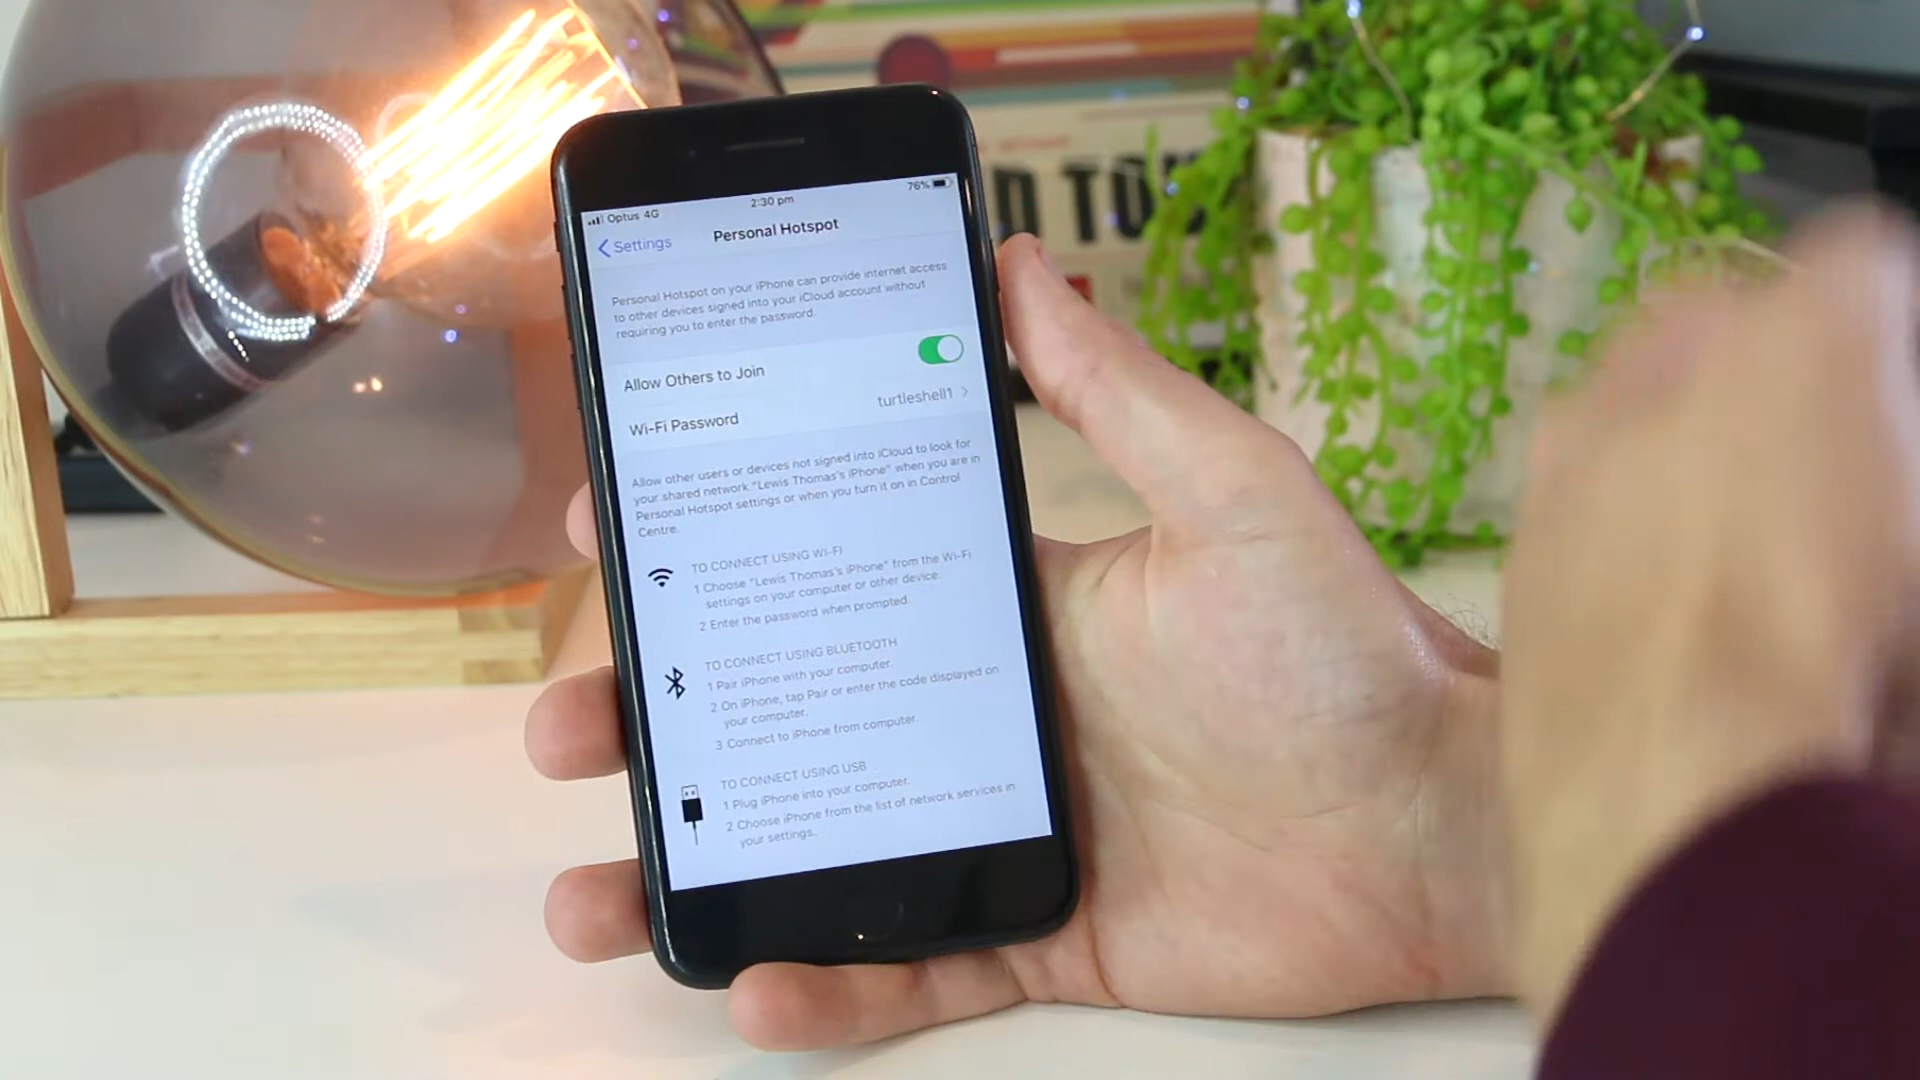 Optus 4G
2:30 pm
76%
Settings
Personal Hotspot
Personal Hotspot on your iPhone can provide internet access
to other devices signed into your iCloud account without
requiring you to enter the password.
Allow Others to Join
Wi-Fi Password
turtleshell1
Allow other users or devices not signed into iCloud to look for
your shared network "Lewis Thomas's iPhone" when you are in
Personal Hotspot settings or when you turn it on in Control
Centre.
TO CONNECT USING WI-FI
1 Choose "Lewis Thomas's iPhone" from the Wi-Fi
settings on your computer or other device.
2 Enter the password when prompted.
TO CONNECT USING BLUETOOTH
1 Pair iPhone with your computer.
2 On iPhone, tap Pair or enter the code displayed on
your computer.
3 Connect to iPhone from computer.
TO CONNECT USING USB
1 Plug iPhone into your computer.
2 Choose iPhone from the list of network services in
your settings.